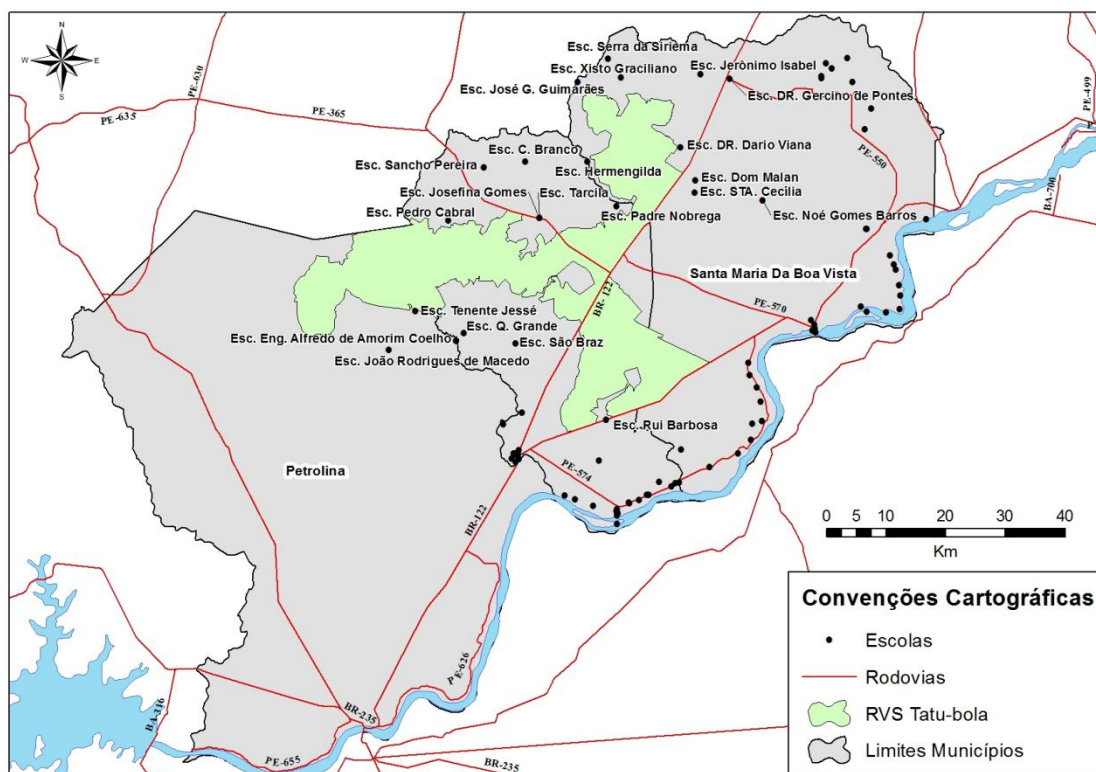 N
W
E
S
PE-630
PE-635
PE-365
Esc. Serra da Siriema
Esc. Xisto Graciliano
Esc. Jerônimo Isabel
Esc. José G. Guimarães
Esc. DR. Gercino de Pontes
PE-499
Esc. C. Branco
Esc. DR. Dario Viana
PE-550
Esc. Sancho Pereira
Esc. Hermengilda
Esc. Dom Malan
BA-700
Esc. Josefina Gomes
Esc. Tarcila
Esc. STA. Cecilia
Esc. Pedro Cabral
Esc. Padre Nobrega
Esc. Noé Gomes Barros
Santa Maria Da Boa Vista
BR-122
PE-570
Esc. Tenente Jessé
Esc. Q. Grande
Esc. Eng. Alfredo de Amorim Coelho
Esc. São Braz
Esc. João Rodrigues de Macedo
Esc. Rui Barbosa
Petrolina
PE-574
BR-122
0 5 10 20 30 40
Km
Convenções Cartográficas
Escolas
Rodovias
RVS Tatu-bola
Limites Municípios
PE-626
BA-316
BR-235
PE-655
BR-235